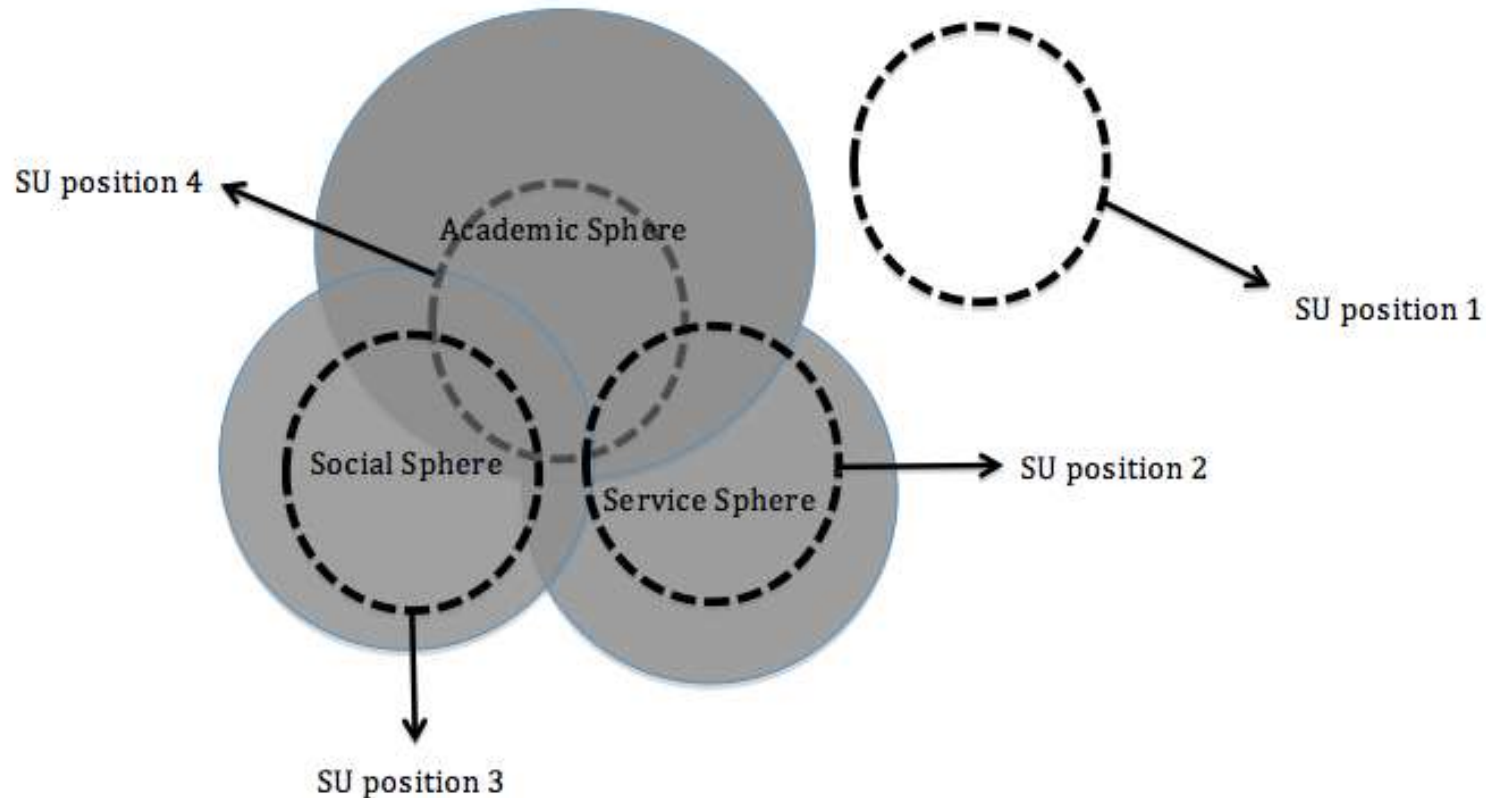 SU position 4
Academic Sphere
SU position 1
Social Sphere
SU position 2
Service Sphere
SU position 3